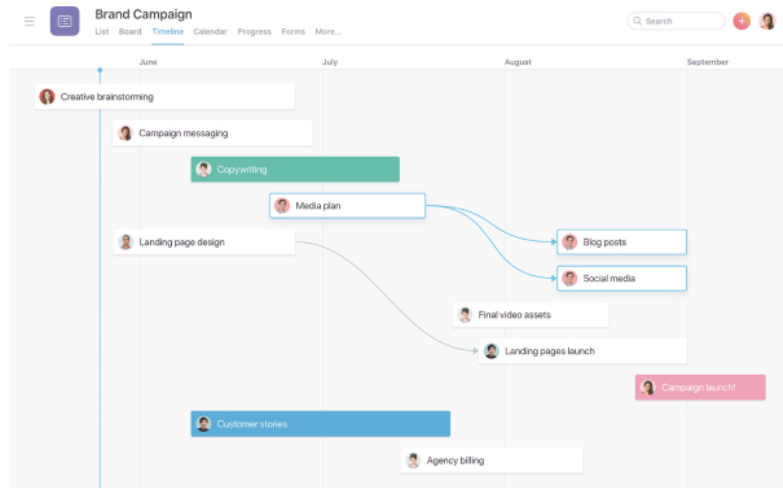 Brand Campaign
Search
List Board Timeline Calendar Progress Forms More...
June July August September
Creative brainstorming
Campaign messaging
Copywriting
Media plan
Landing page design
Blog posts
Social media
Final video assets
Landing pages launch
Campaign launch!
Customer stories
Agency billing